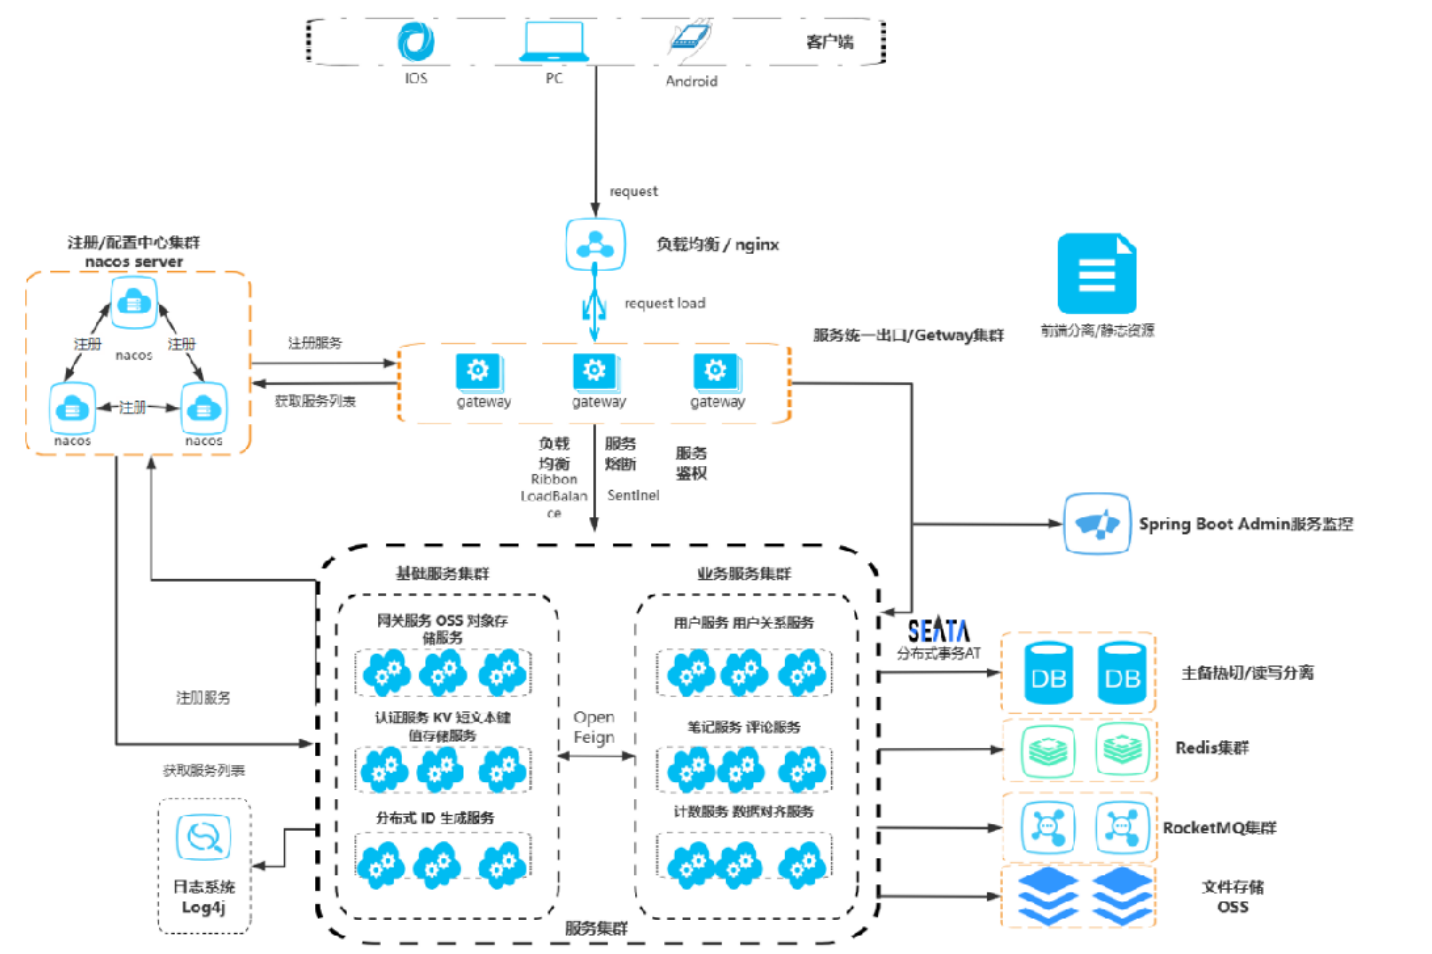 客户端
IOS
PC
Android
request
负载均衡 / nginx
request load
注册/配置中心集群
nacos server
注册
注册
nacos
注册
nacos
nacos
注册服务
获取服务列表
服务统一出口/Getway集群
前端分离/静态资源
gateway
gateway
gateway
负载
均衡
Ribbon
LoadBalan
ce
服务
熔断
Sentinel
服务
鉴权
Spring Boot Admin服务监控
基础服务集群
业务服务集群
网关服务 OSS 对象存
储服务
用户服务 用户关系服务
SEATA
分布式事务AT
DB
DB
主备热切/读写分离
注册服务
认证服务 KV 短文本键
值存储服务
Open
Feign
笔记服务 评论服务
Redis集群
获取服务列表
分布式 ID 生成服务
计数服务 数据对齐服务
RocketMQ集群
日志系统
Log4j
文件存储
OSS
服务集群